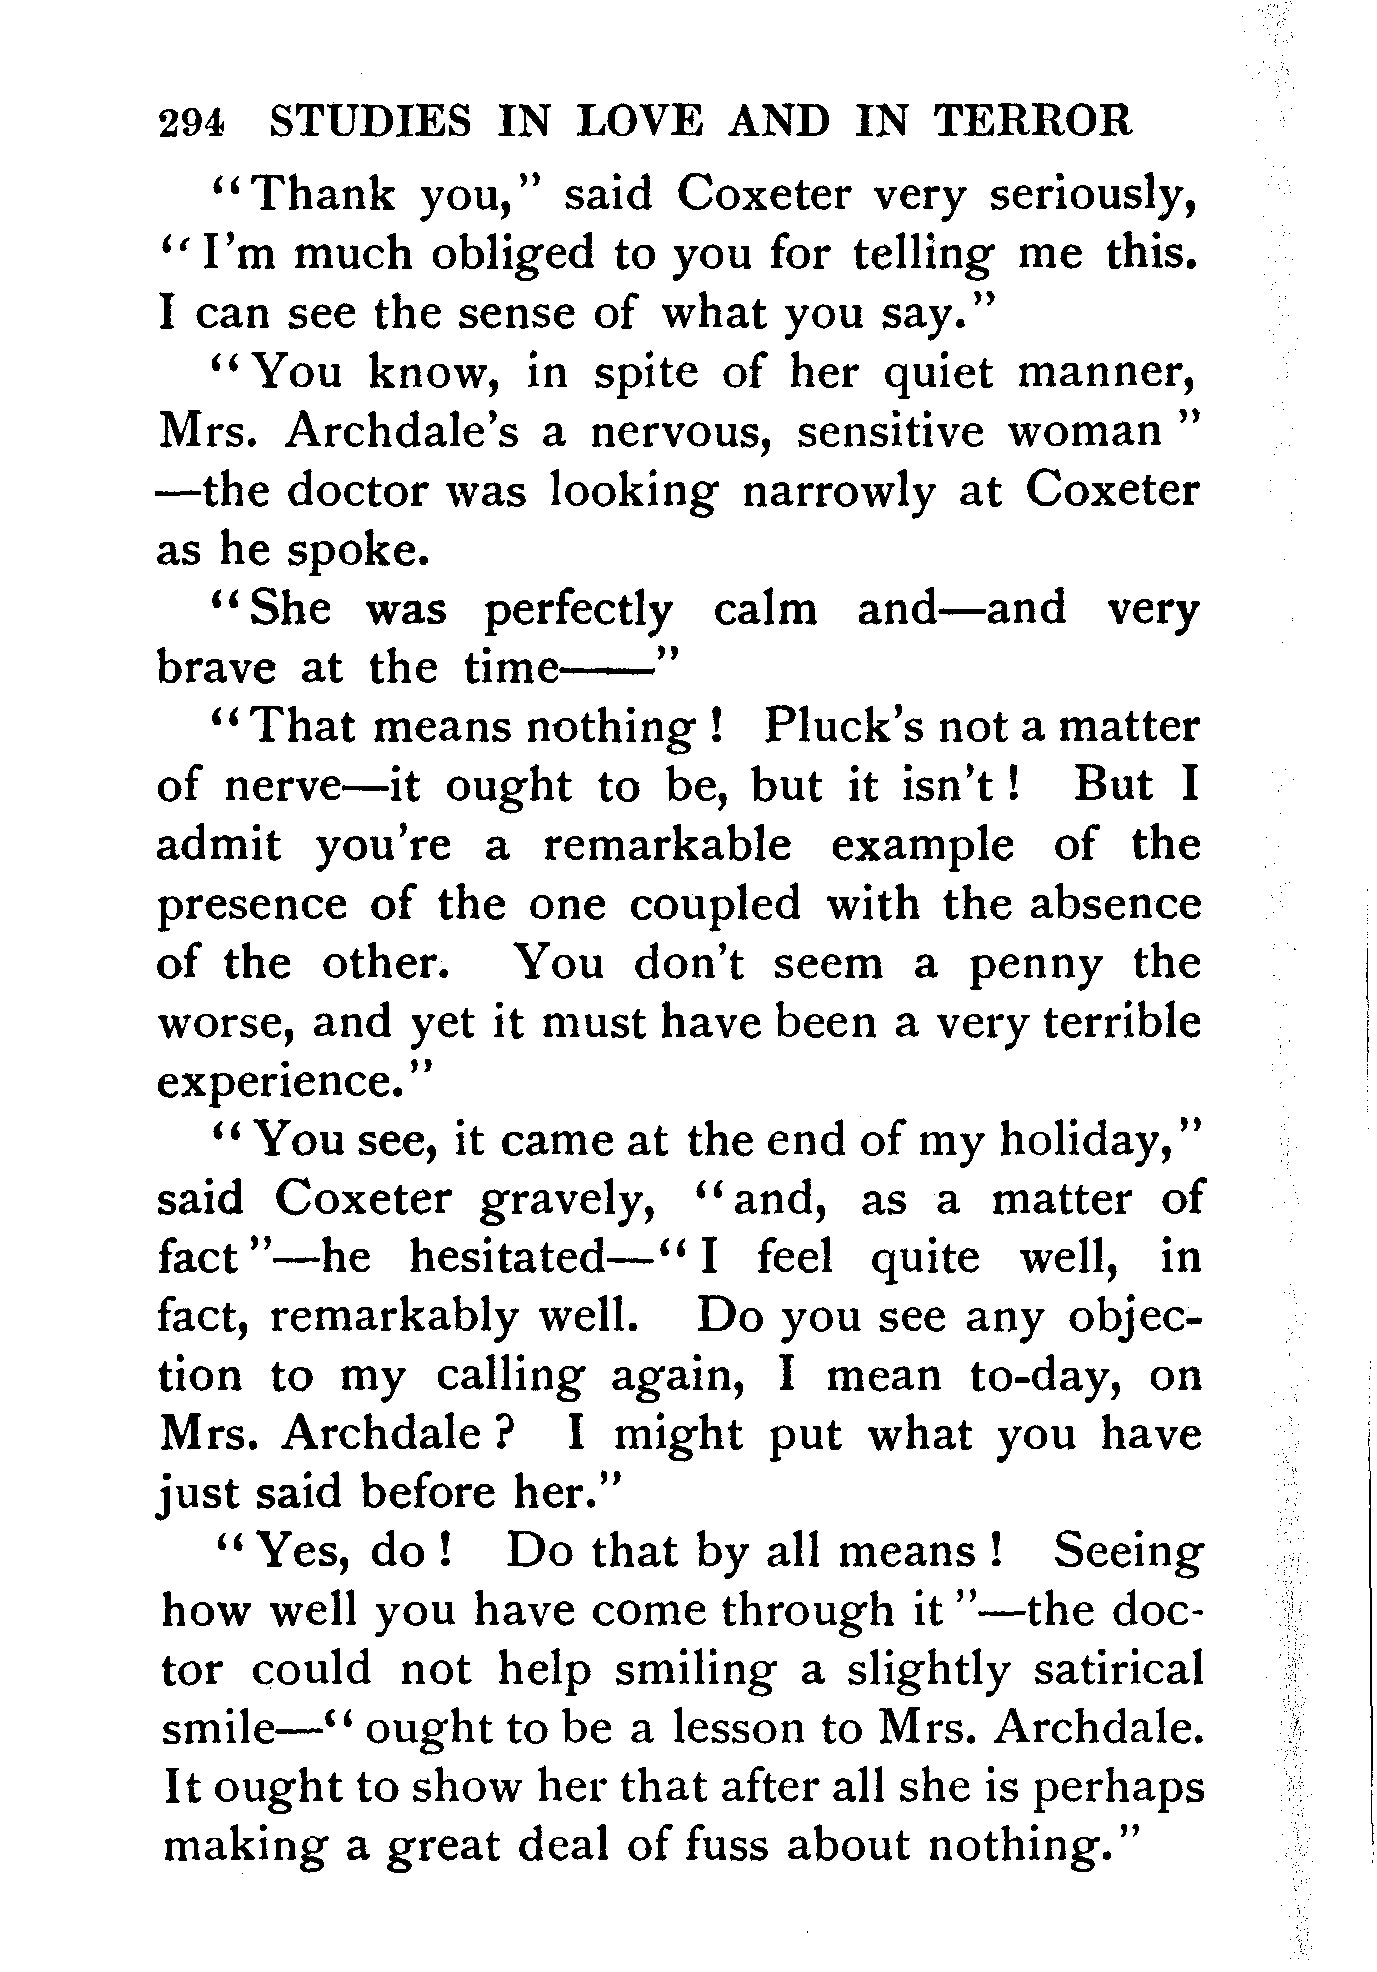 294 STUDIES IN LOVE AND IN TERROR
“Thank you,” said Coxeter very seriously,
“I’m much obliged to you for telling me this.
I can see the sense of what you say.”
“You know, in spite of her quiet manner,
Mrs. Archdale’s a nervous, sensitive woman”
—the doctor was looking narrowly at Coxeter
as he spoke.
“She was perfectly calm and—and very
brave at the time——”
“That means nothing! Pluck’s not a matter
of nerve—it ought to be, but it isn’t! But I
admit you’re a remarkable example of the
presence of the one coupled with the absence
of the other. You don’t seem a penny the
worse, and yet it must have been a very terrible
experience.”
“You see, it came at the end of my holiday,”
said Coxeter gravely, “and, as a matter of
fact”—he hesitated—“I feel quite well, in
fact, remarkably well. Do you see any objec-
tion to my calling again, I mean to-day, on
Mrs. Archdale? I might put what you have
just said before her.”
“Yes, do! Do that by all means! Seeing
how well you have come through it”—the doc-
tor could not help smiling a slightly satirical
smile—“ought to be a lesson to Mrs. Archdale.
It ought to show her that after all she is perhaps
making a great deal of fuss about nothing.”